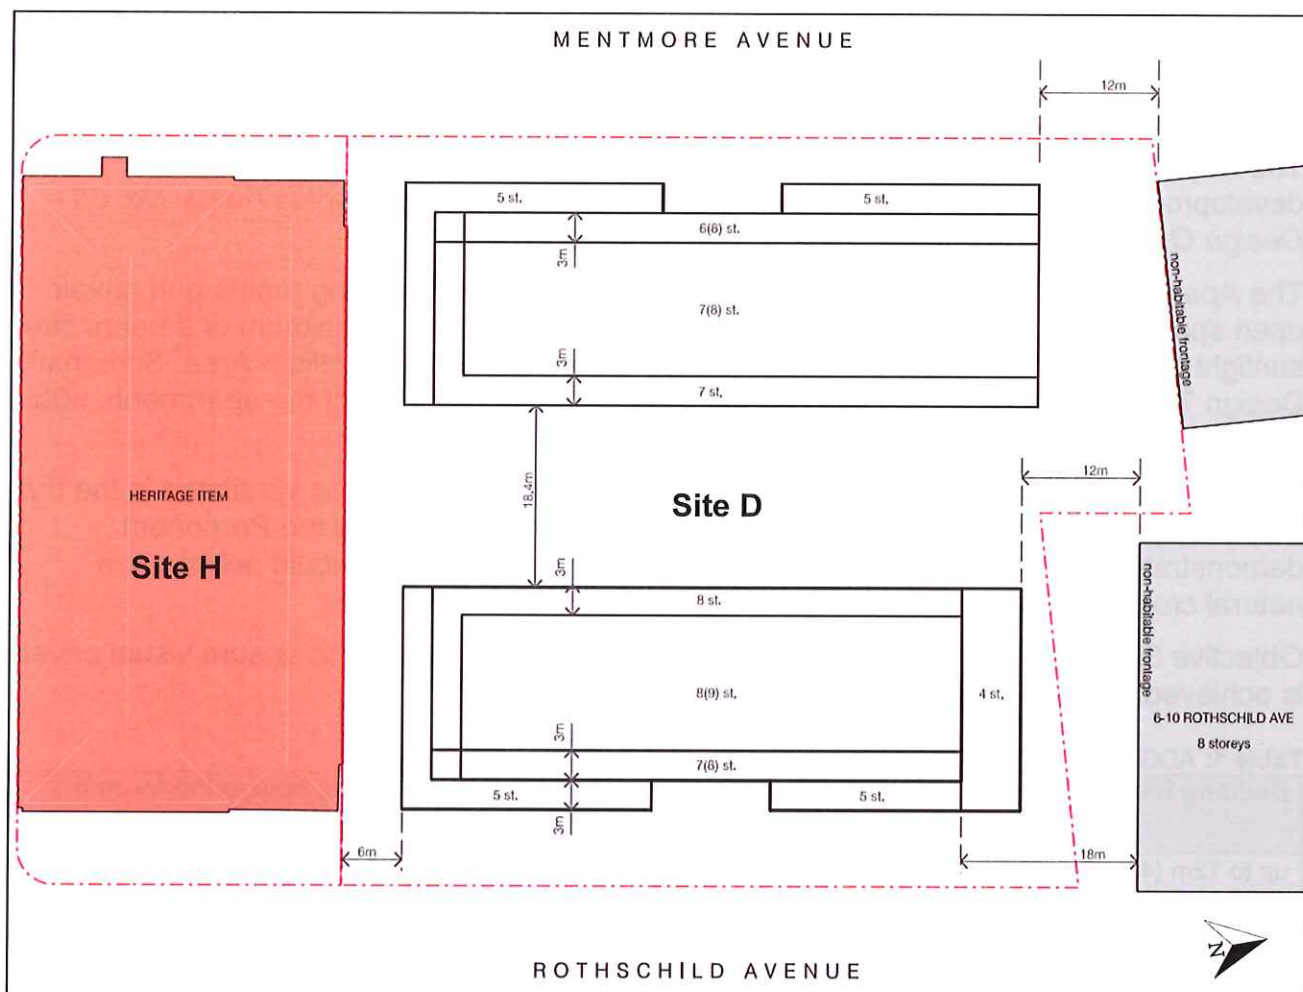 MENTMORE AVENUE
12m
5 st.
5 st.
6(8) st.
3m
7(8) st.
3m
7 st.
non-habitable frontage
12m
18.4m
Site D
HERITAGE ITEM
Site H
3m
8 st.
non-habitable frontage
8(9) st.
4 st.
6-10 ROTHSCHILD AVE
8 storeys
3m
7(8) st.
5 st.
5 st.
3m
6m
18m
N
ROTHSCHILD AVENUE